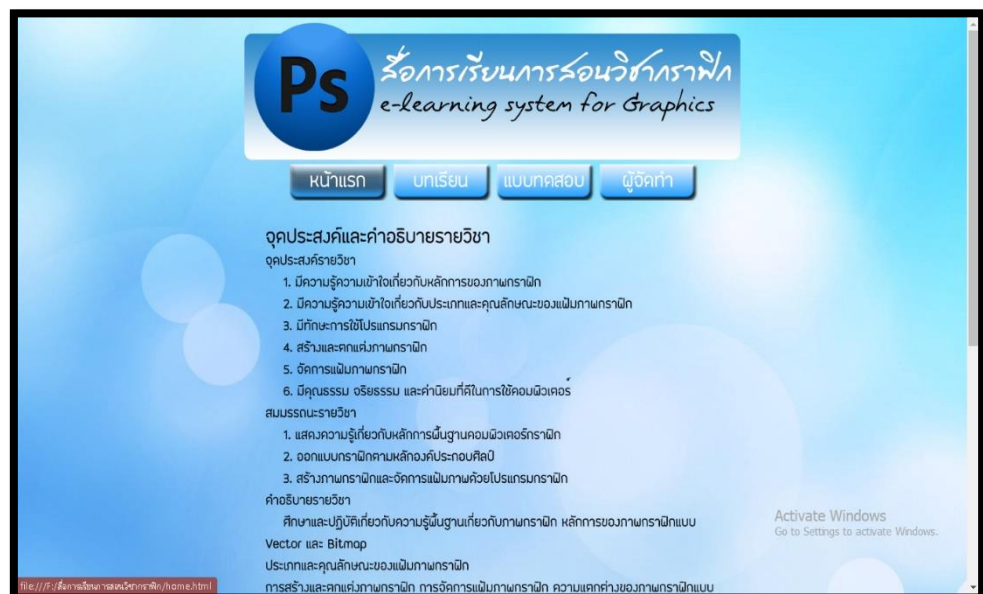 Ps
สื่อการเรียนการสอนวิชากราฟิก
e-learning system for Graphics
หน้าแรก บทเรียน แบบทดสอบ ผู้จัดทำ
จุดประสงค์และคำอธิบายรายวิชา
จุดประสงค์รายวิชา
1. มีความรู้ความเข้าใจเกี่ยวกับหลักการของภาพกราฟิก
2. มีความรู้ความเข้าใจเกี่ยวกับประเภทและคุณลักษณะของแฟ้มภาพกราฟิก
3. มีทักษะการใช้โปรแกรมกราฟิก
4. สร้างและตกแต่งภาพกราฟิก
5. จัดการแฟ้มภาพกราฟิก
6. มีคุณธรรม จริยธรรม และค่านิยมที่ดีในการใช้คอมพิวเตอร์
สมมรรถนะรายวิชา
1. แสดงความรู้เกี่ยวกับหลักการพื้นฐานคอมพิวเตอร์กราฟิก
2. ออกแบบกราฟิกตามหลักองค์ประกอบศิลป์
3. สร้างภาพกราฟิกและจัดการแฟ้มภาพด้วยโปรแกรมกราฟิก
คำอธิบายรายวิชา
ศึกษาและปฏิบัติเกี่ยวกับความรู้พื้นฐานเกี่ยวกับภาพกราฟิก หลักการของภาพกราฟิกแบบ
Vector และ Bitmap
ประเภทและคุณลักษณะของแฟ้มภาพกราฟิก
การสร้างและตกแต่งภาพกราฟิก การจัดการแฟ้มภาพกราฟิก ความแตกต่างของภาพกราฟิกแบบ
Activate Windows
Go to Settings to activate Windows.
file:///F:/สื่อการเรียนการสอนวิชากราฟิก/home.html